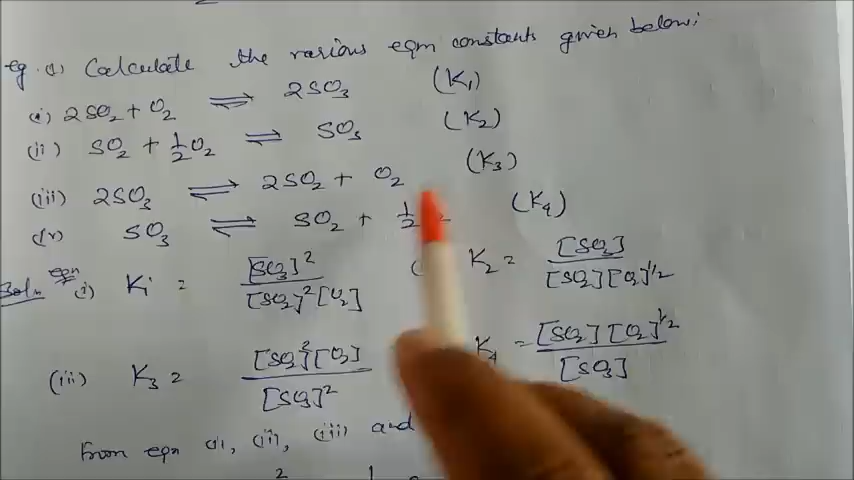 eg. (1) Calculate the various eqm constants given below:
(i) 2SO₂ + O₂ ⇌ 2SO₃ (K₁)
(ii) SO₂ + 1/2 O₂ ⇌ SO₃ (K₂)
(iii) 2SO₃ ⇌ 2SO₂ + O₂ (K₃)
(iv) SO₃ ⇌ SO₂ + 1/2 (K₄)
Soln eqn (i) K₁ = [SO₃]² / [SO₂]² [O₂] K₂ = [SO₃] / [SO₂] [O₂]^1/2
(iii) K₃ = [SO₂]² [O₂] / [SO₃]² K₄ = [SO₂] [O₂]^1/2 / [SO₃]
From eqn (i), (ii), (iii) and